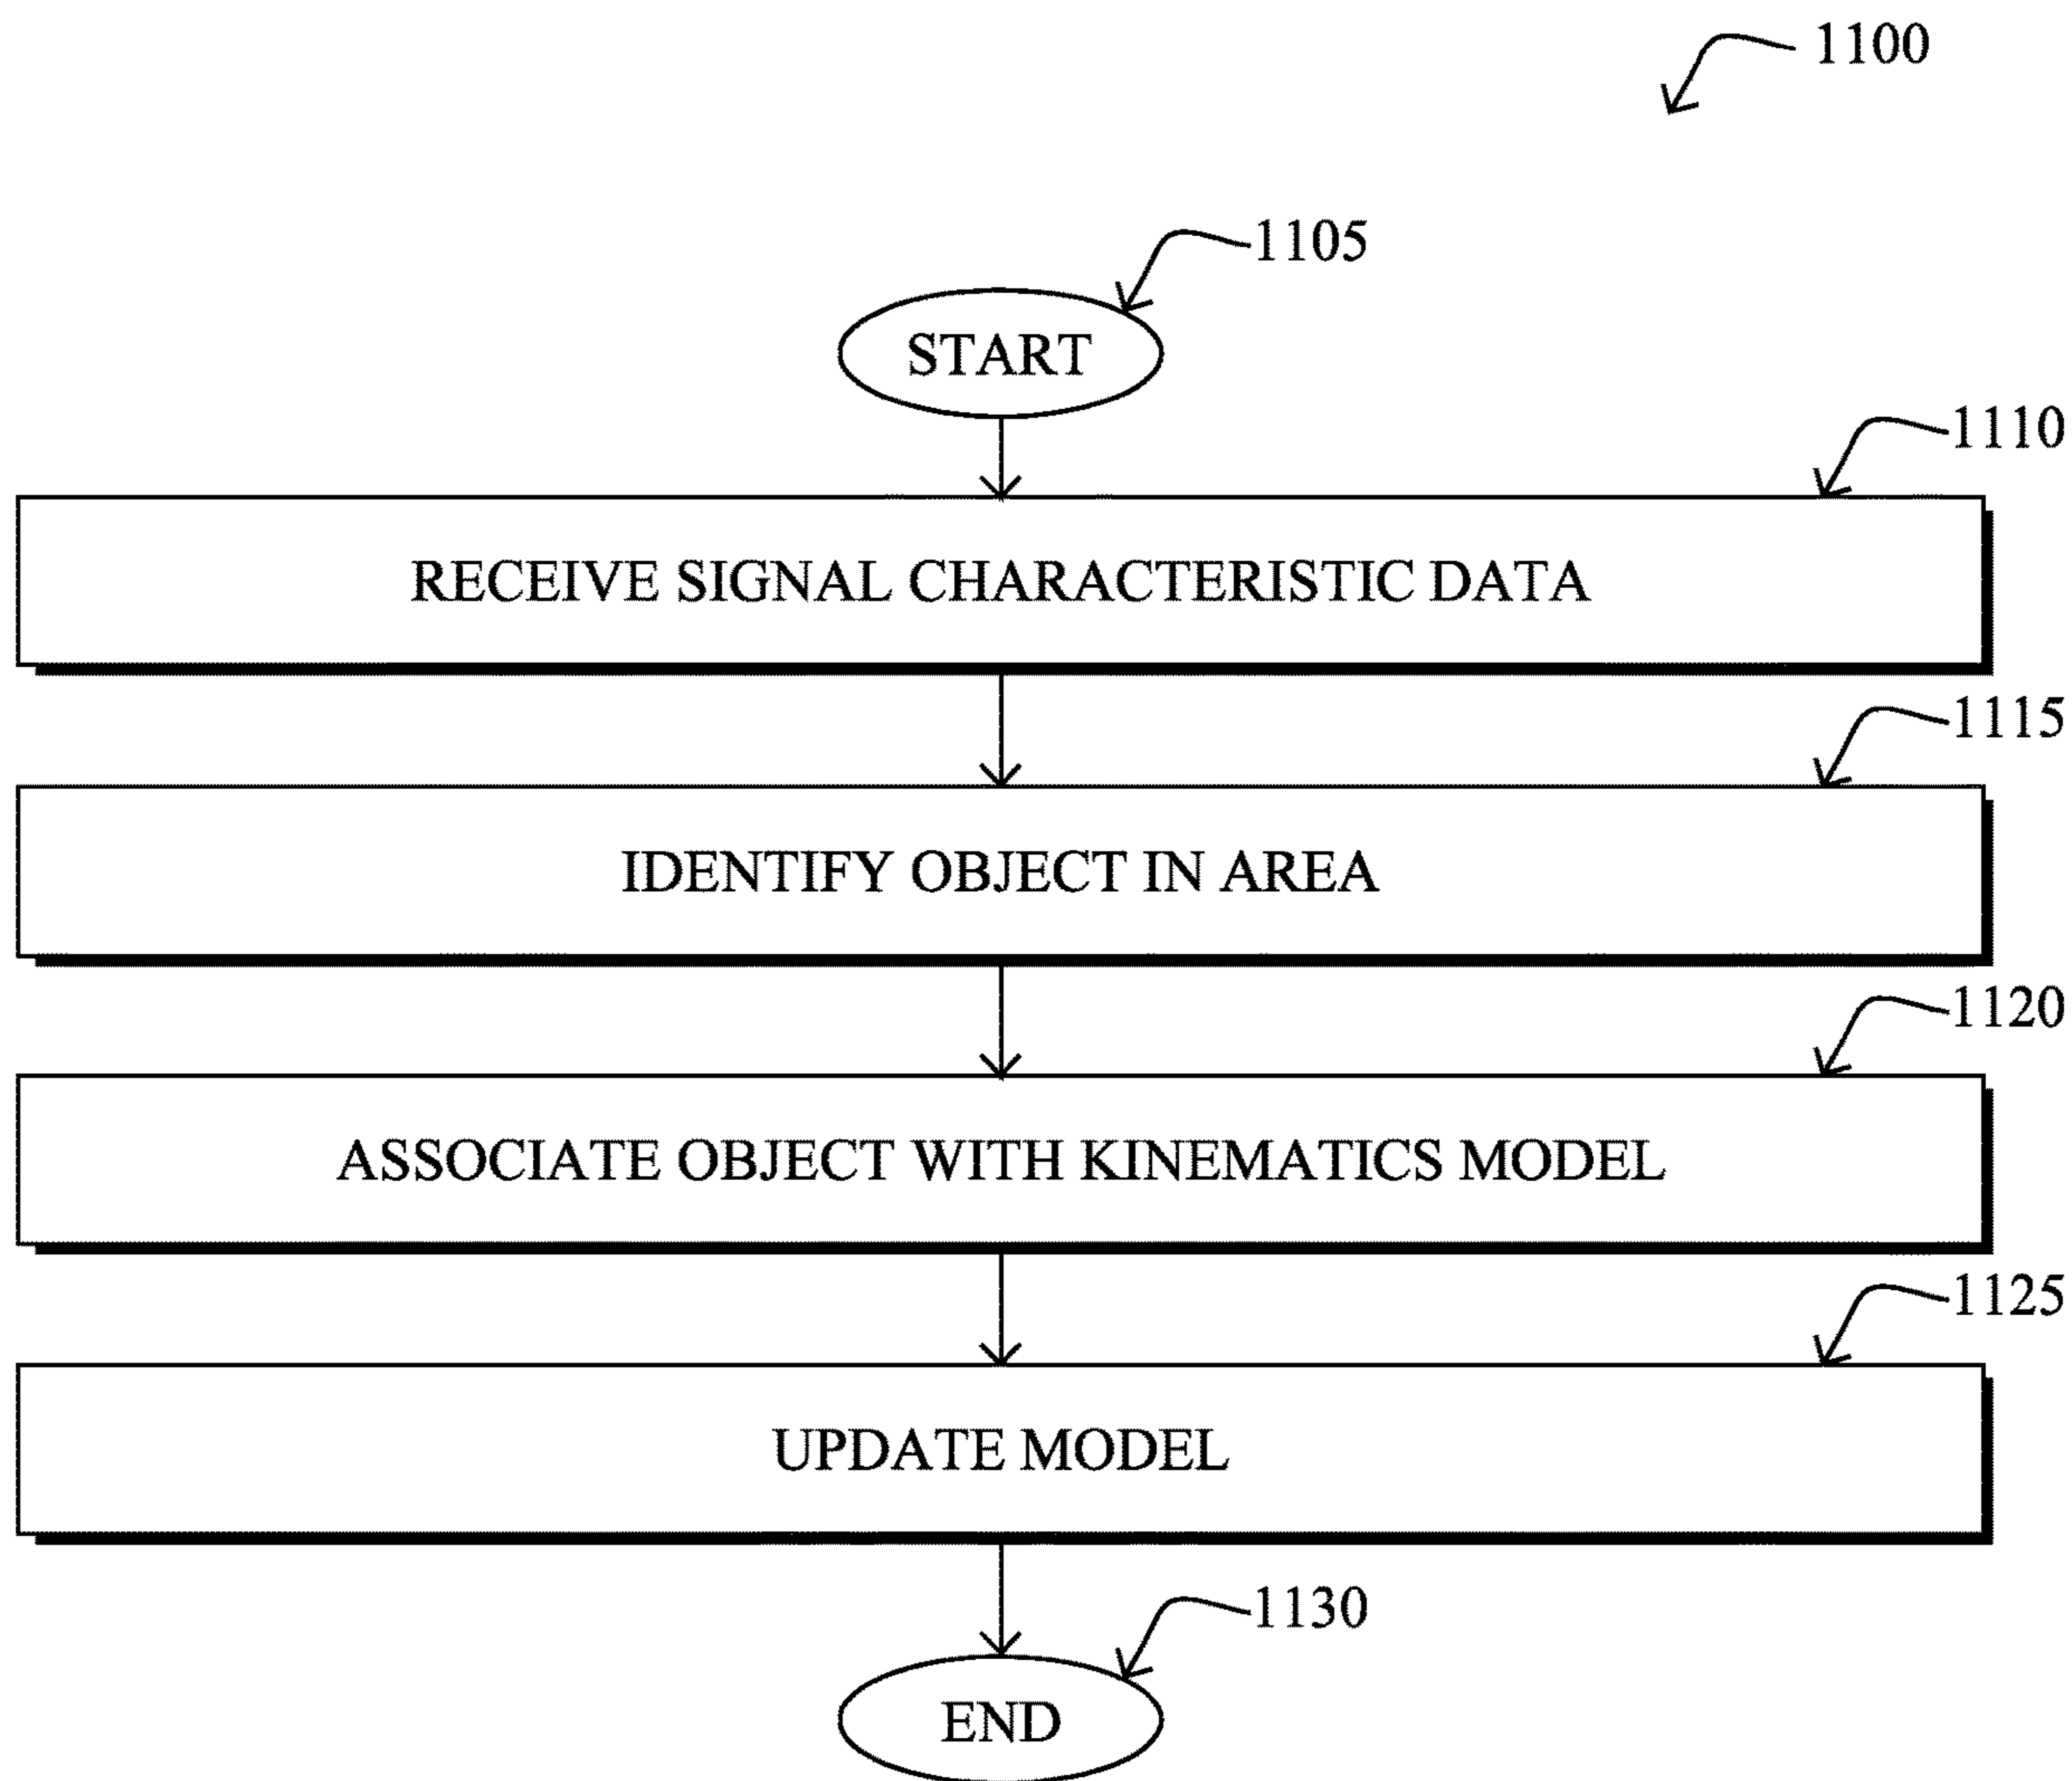 1100
1105
START
1110
RECEIVE SIGNAL CHARACTERISTIC DATA
1115
IDENTIFY OBJECT IN AREA
1120
ASSOCIATE OBJECT WITH KINEMATICS MODEL
1125
UPDATE MODEL
1130
END